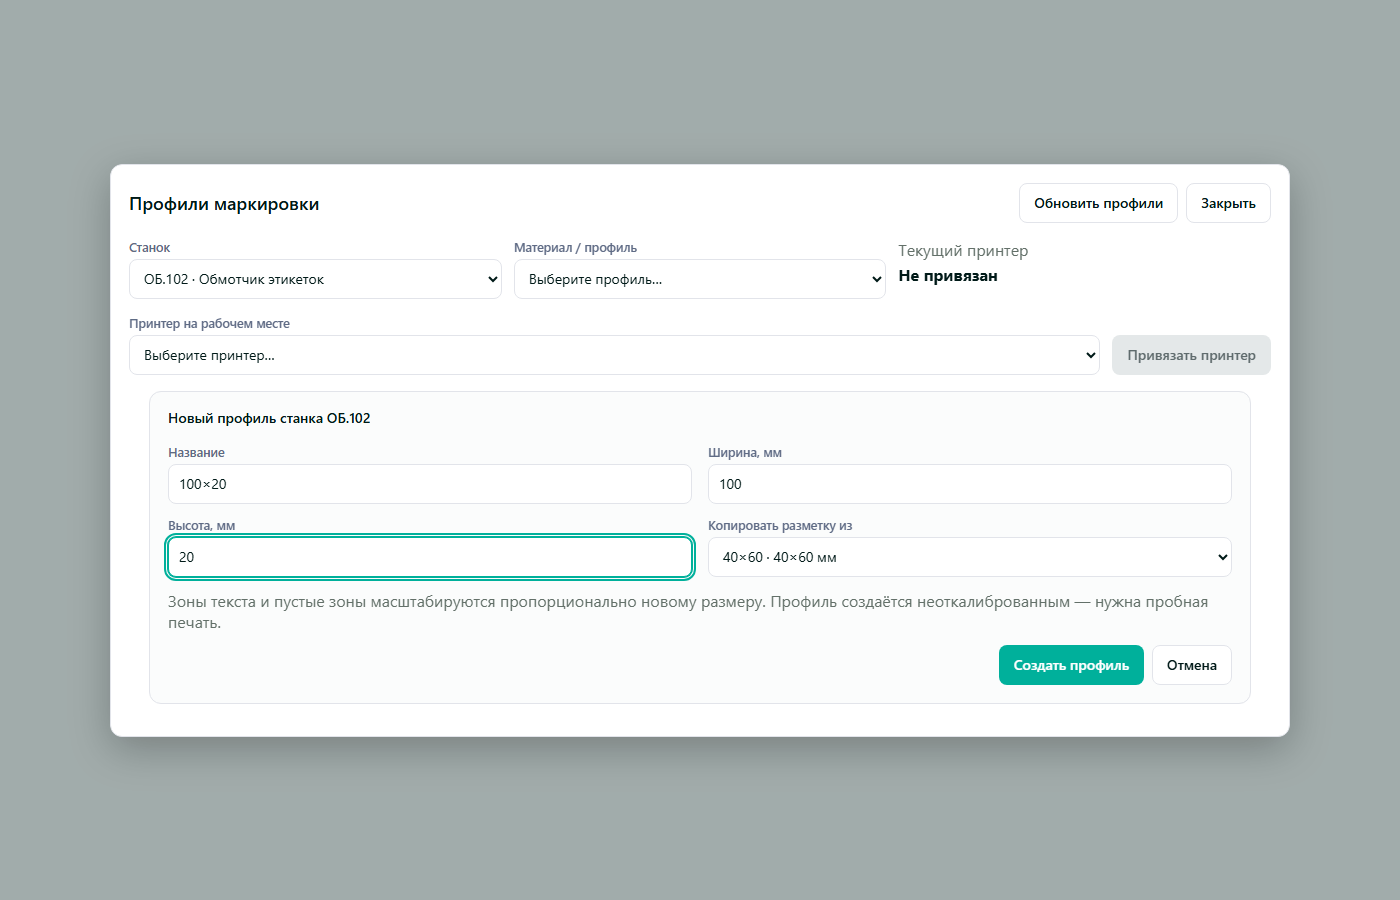 Профили маркировки
Обновить профили
Закрыть
Станок
Материал / профиль
Текущий принтер
ОБ.102 · Обмотчик этикеток
Выберите профиль...
Не привязан
Принтер на рабочем месте
Выберите принтер...
Привязать принтер
Новый профиль станка ОБ.102
Название
Ширина, мм
100×20
100
Высота, мм
Копировать разметку из
20
40×60 · 40×60 мм
Зоны текста и пустые зоны масштабируются пропорционально новому размеру. Профиль создаётся неоткалиброванным — нужна пробная
печать.
Создать профиль
Отмена